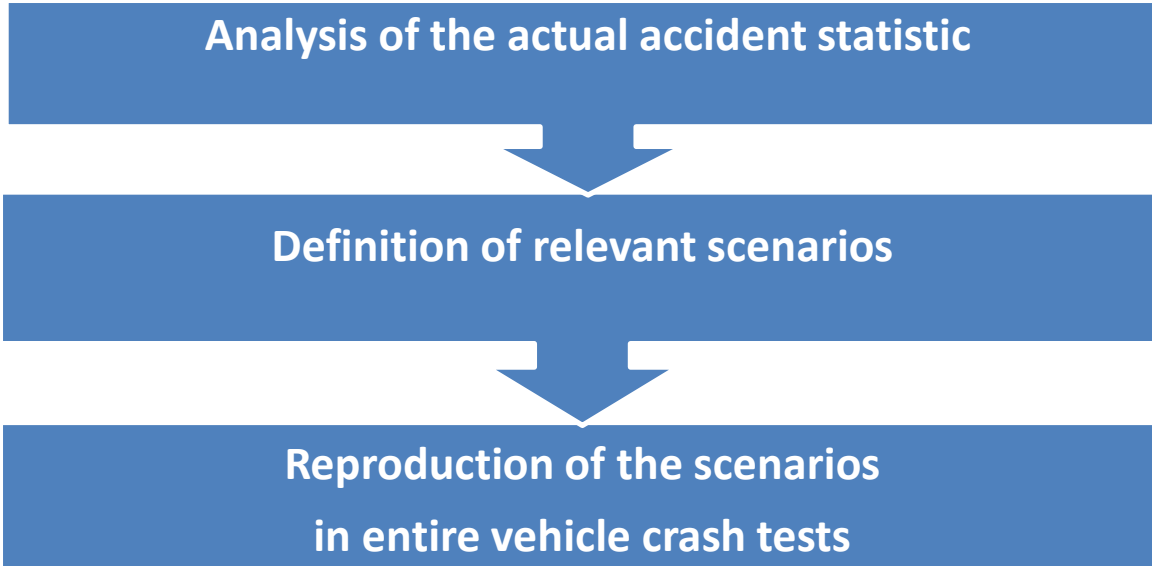 Analysis of the actual accident statistic
Definition of relevant scenarios
Reproduction of the scenarios
in entire vehicle crash tests